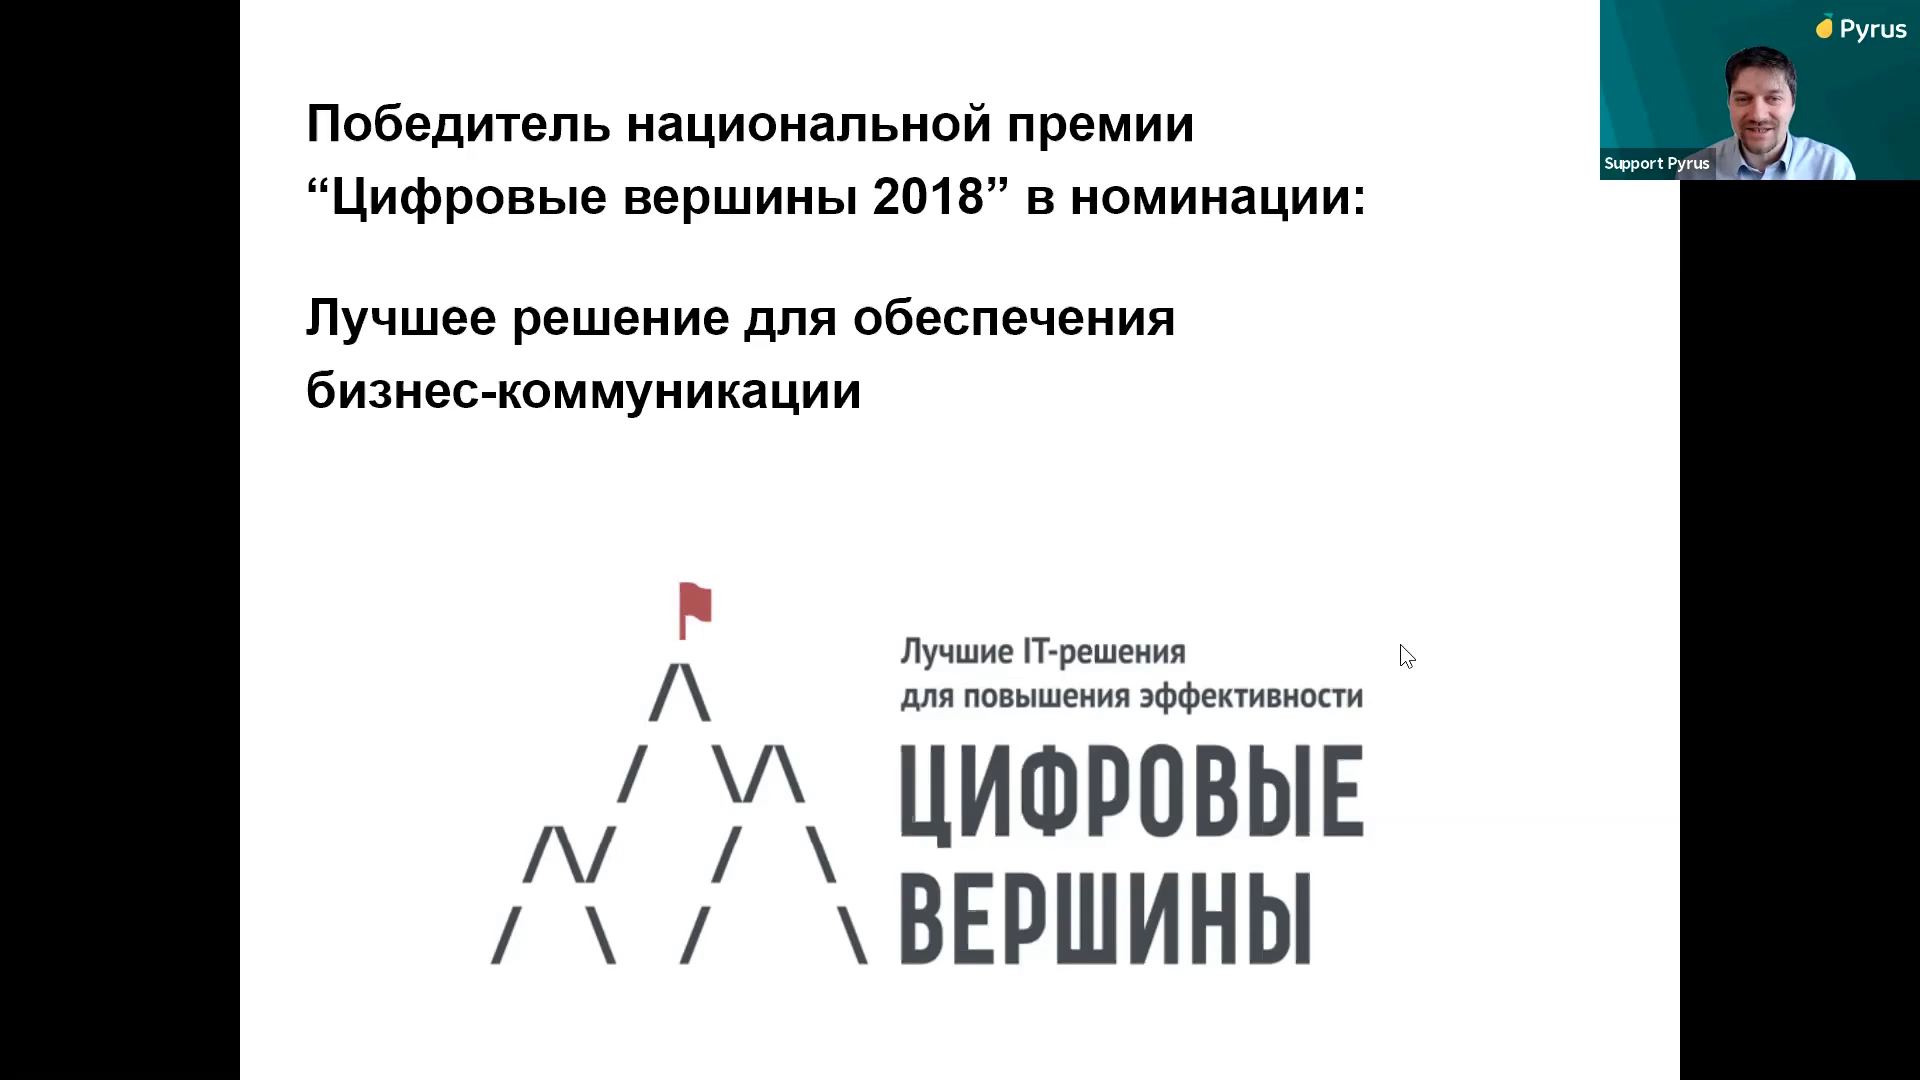 Pyrus
Support Pyrus
Победитель национальной премии
“Цифровые вершины 2018” в номинации:
Лучшее решение для обеспечения
бизнес-коммуникации
Лучшие IT-решения
для повышения эффективности
ЦИФРОВЫЕ
ВЕРШИНЫ